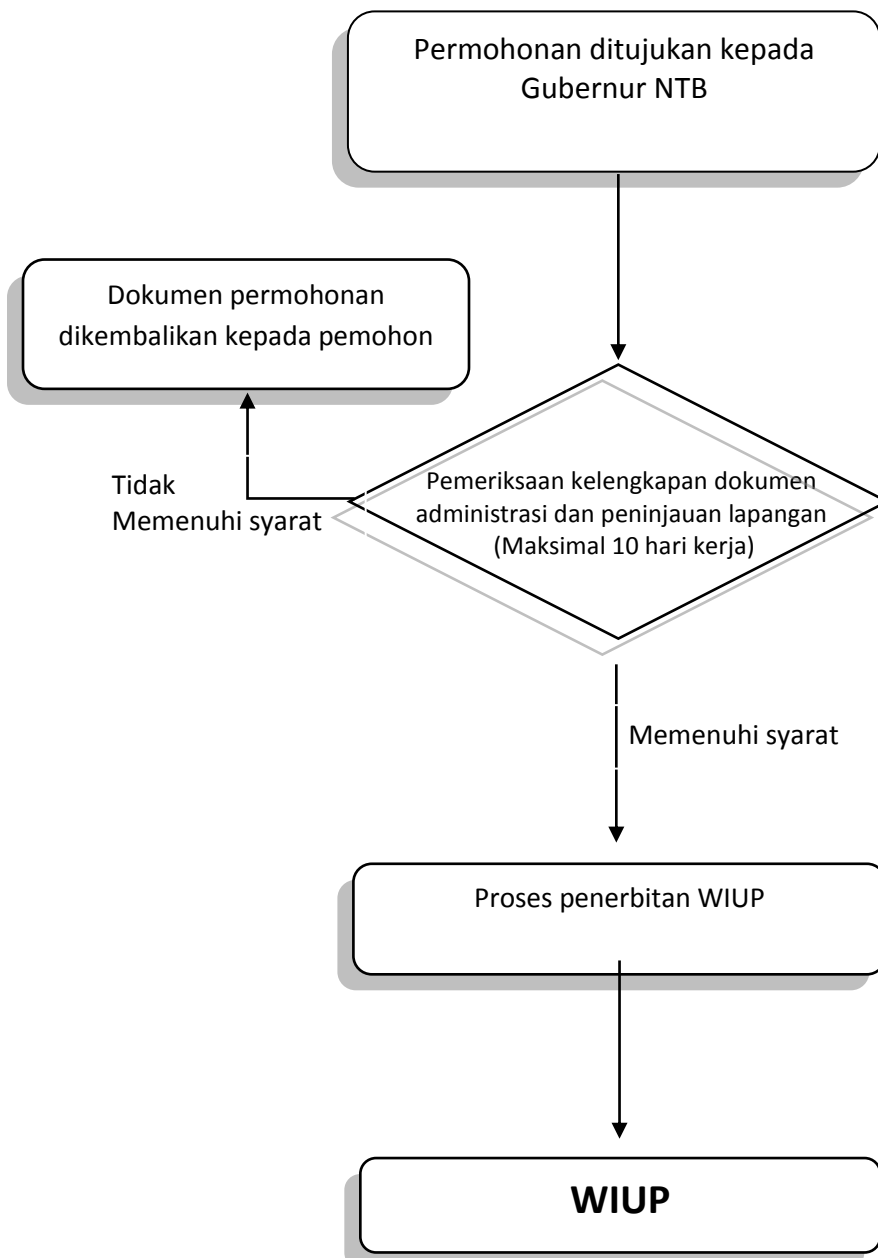 Permohonan ditujukan kepada
Gubernur NTB
Dokumen permohonan
dikembalikan kepada pemohon
Tidak
Memenuhi syarat
Pemeriksaan kelengkapan dokumen
administrasi dan peninjauan lapangan
(Maksimal 10 hari kerja)
Memenuhi syarat
Proses penerbitan WIUP
WIUP